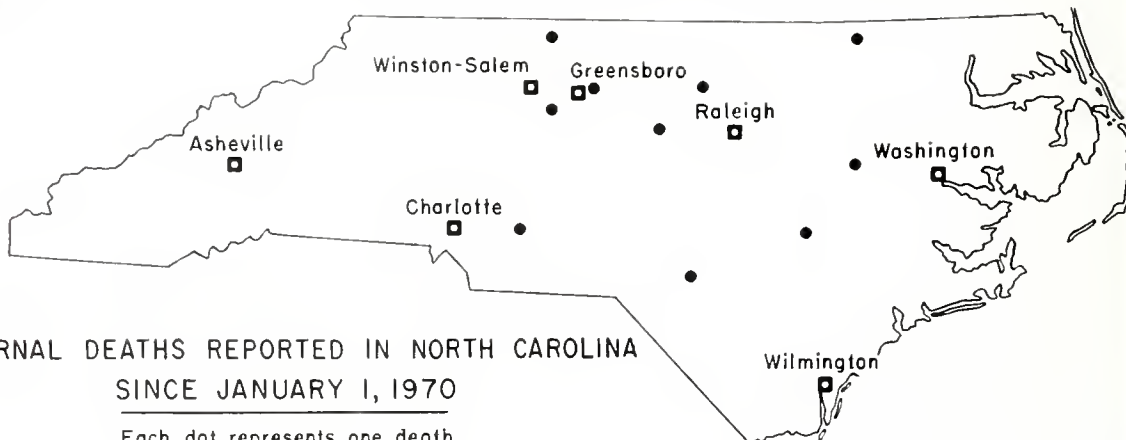 Winston-Salem
Greensboro
Raleigh
Asheville
Washington
Charlotte
DEATHS REPORTED IN NORTH CAROLINA
SINCE JANUARY 1, 1970
Wilmington
Each dot represents one death